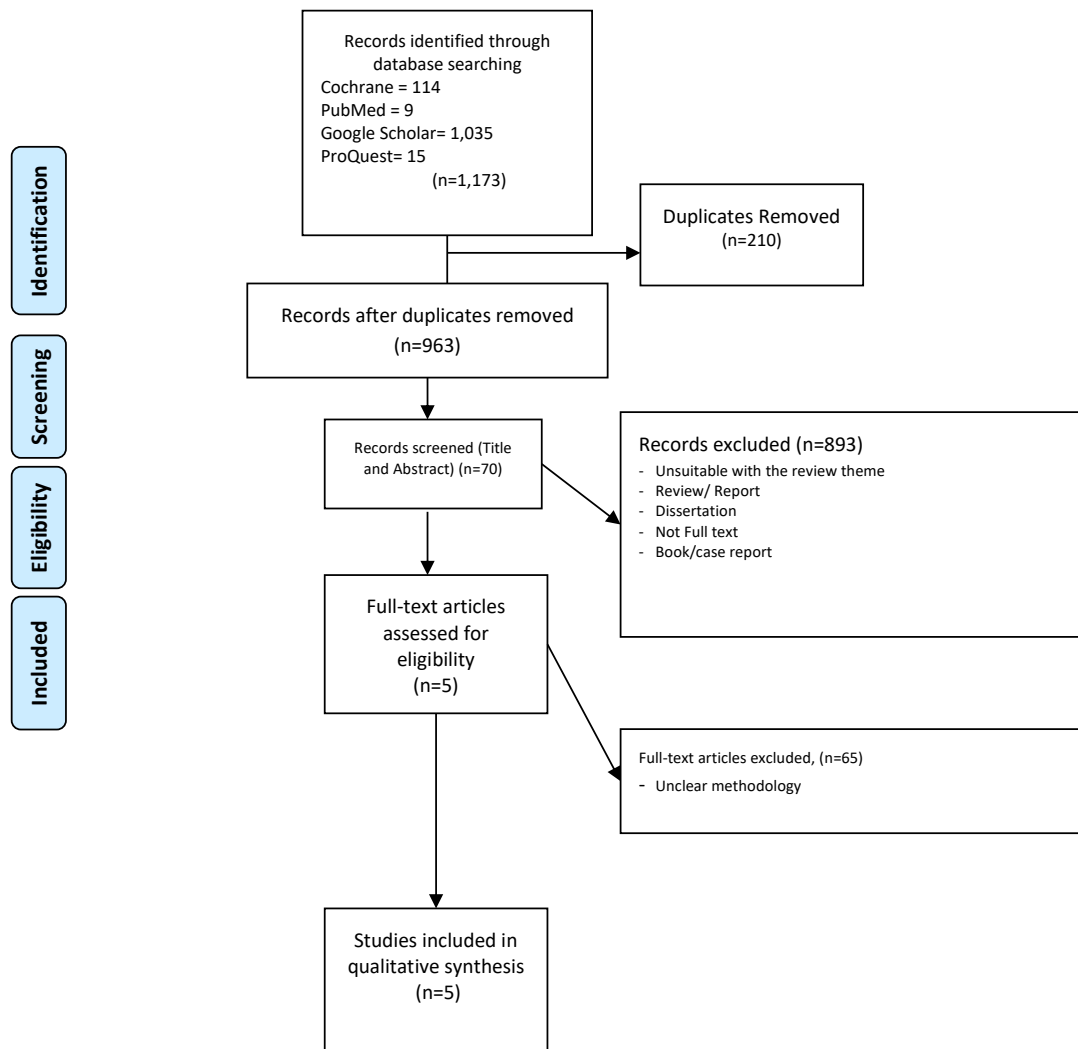 Records identified through
database searching
Cochrane = 114
PubMed = 9
Google Scholar= 1,035
ProQuest= 15
(n=1,173)
Identification
Duplicates Removed
(n=210)
Records after duplicates removed
(n=963)
Screening
Records screened (Title
and Abstract) (n=70)
Records excluded (n=893)
- Unsuitable with the review theme
- Review/ Report
- Dissertation
- Not Full text
- Book/case report
Eligibility
Full-text articles
assessed for
eligibility
(n=5)
Included
Full-text articles excluded, (n=65)
- Unclear methodology
Studies included in
qualitative synthesis
(n=5)